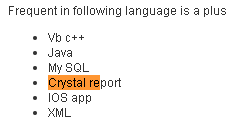 Frequent in following language is a plus
Vb c++
Java
My SQL
Crystal report
IOS app
XML